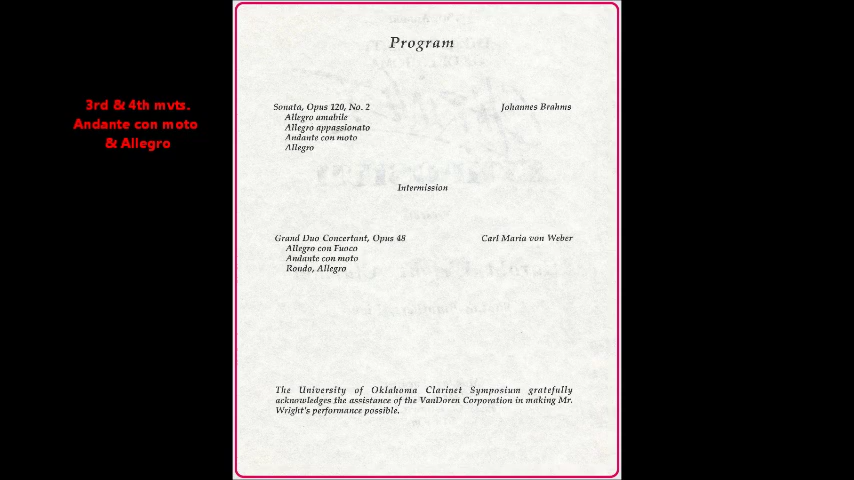 3rd & 4th mvts.
Andante con moto
& Allegro
Program
Sonata, Opus 120, No. 2 Johannes Brahms
Allegro amabile
Allegro appassionato
Andante con moto
Allegro
Intermission
Grand Duo Concertant, Opus 48 Carl Maria von Weber
Allegro con Fuoco
Andante con moto
Rondo, Allegro
The University of Oklahoma Clarinet Symposium gratefully
acknowledges the assistance of the VanDoren Corporation in making Mr.
Wright's performance possible.